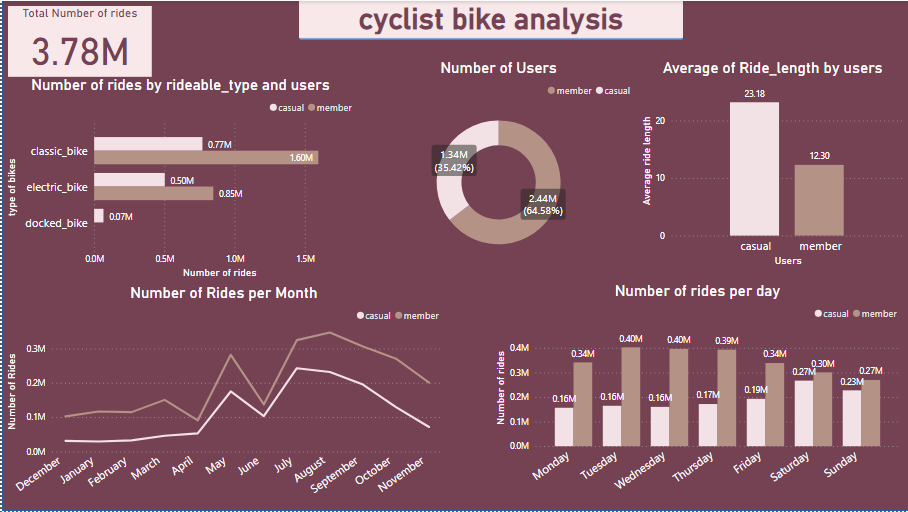 Total Number of rides
3.78M
cyclist bike analysis
Number of rides by rideable_type and users
casual member
type of bikes
classic_bike
0.77M
1.60M
electric_bike
0.50M
0.85M
docked_bike
0.07M
0.0M 0.5M 1.0M 1.5M
Number of rides
Number of Users
member casual
1.34M
(35.42%)
2.44M
(64.58%)
Average of Ride_length by users
Average ride length
20
10
0
23.18
12.30
casual member
Users
Number of Rides per Month
casual member
Number of Rides
0.3M
0.2M
0.1M
0.0M
December January February March April May June July August September October November
Number of rides per day
casual member
Number of rides
0.4M
0.3M
0.2M
0.1M
0.0M
0.16M 0.34M 0.16M 0.40M 0.16M 0.40M 0.17M 0.39M 0.19M 0.34M 0.27M 0.30M 0.23M 0.27M
Monday Tuesday Wednesday Thursday Friday Saturday Sunday